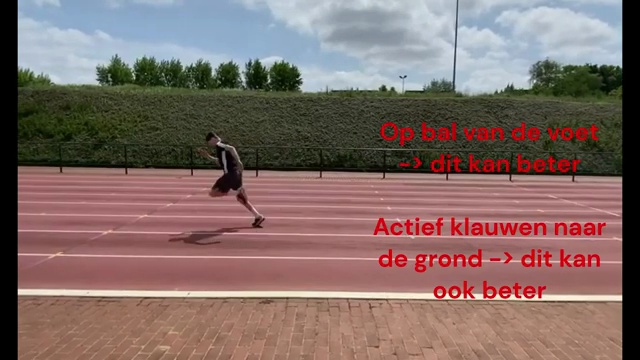 Op bal van de voet
-> dit kan beter
Actief klauwen naar
de grond -> dit kan
ook beter